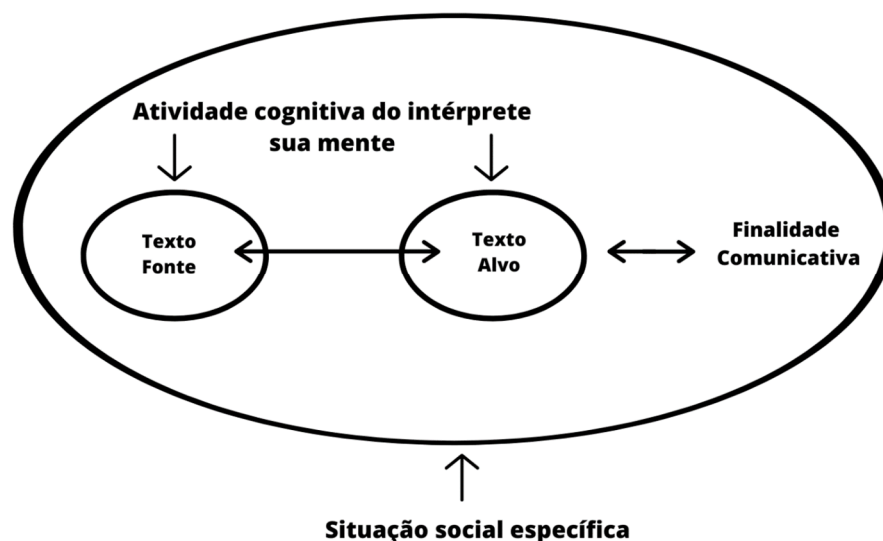 Atividade cognitiva do intérprete
sua mente
Texto
Fonte
Texto
Alvo
Finalidade
Comunicativa
Situação social específica